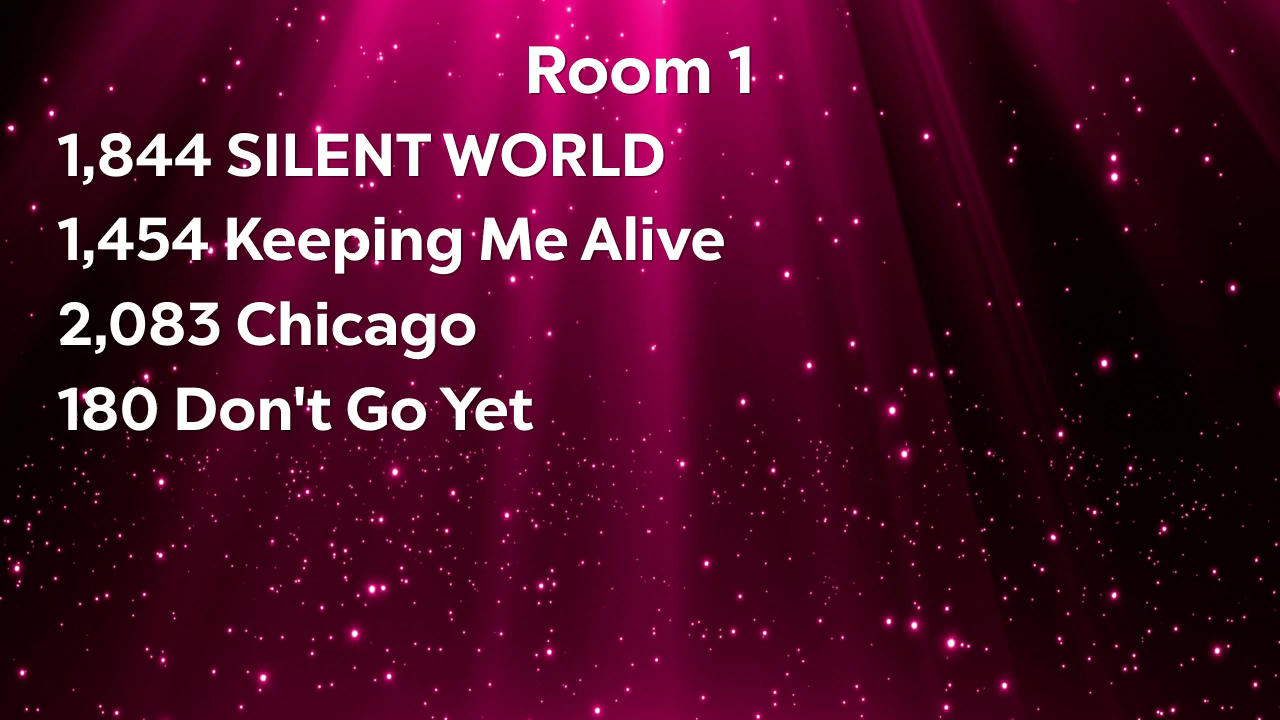 Room 1
1,844 SILENT WORLD
1,454 Keeping Me Alive
2,083 Chicago
180 Don't Go Yet